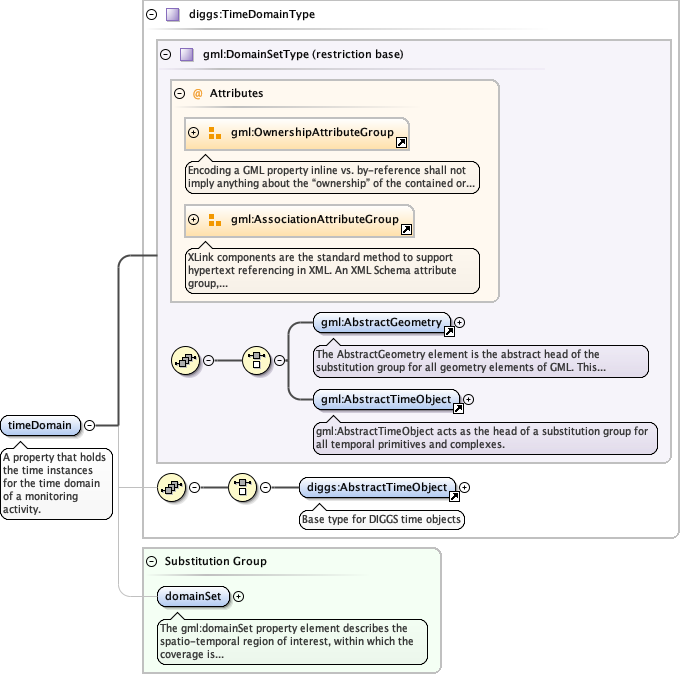 diggs:TimeDomainType
gml:DomainSetType (restriction base)
@ Attributes
gml:OwnershipAttributeGroup
Encoding a GML property inline vs. by-reference shall not
imply anything about the “ownership” of the contained or...
gml:AssociationAttributeGroup
XLink components are the standard method to support
hypertext referencing in XML. An XML Schema attribute
group,...
gml:AbstractGeometry
The AbstractGeometry element is the abstract head of the
substitution group for all geometry elements of GML. This...
gml:AbstractTimeObject
gml:AbstractTimeObject acts as the head of a substitution group for
all temporal primitives and complexes.
timeDomain
A property that holds
the time instances
for the time domain
of a monitoring
activity.
diggs:AbstractTimeObject
Base type for DIGGS time objects
Substitution Group
domainSet
The gml:domainSet property element describes the
spatio-temporal region of interest, within which the
coverage is...